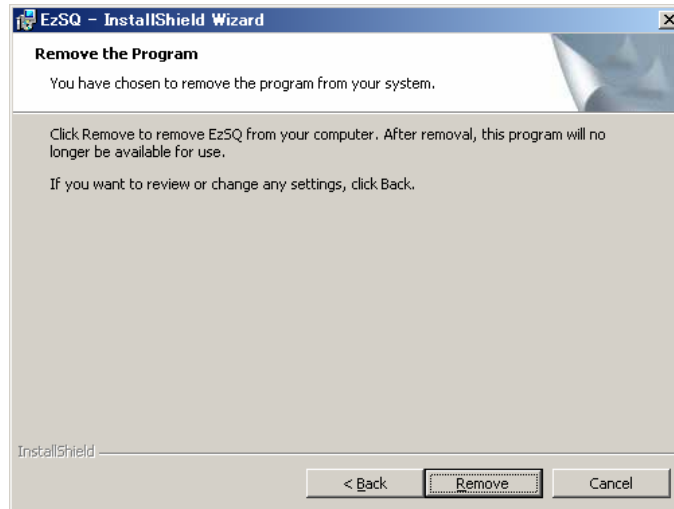 EzSQ - InstallShield Wizard
Remove the Program
You have chosen to remove the program from your system.
Click Remove to remove EzSQ from your computer. After removal, this program will no
longer be available for use.
If you want to review or change any settings, click Back.
InstallShield
< Back
Remove
Cancel